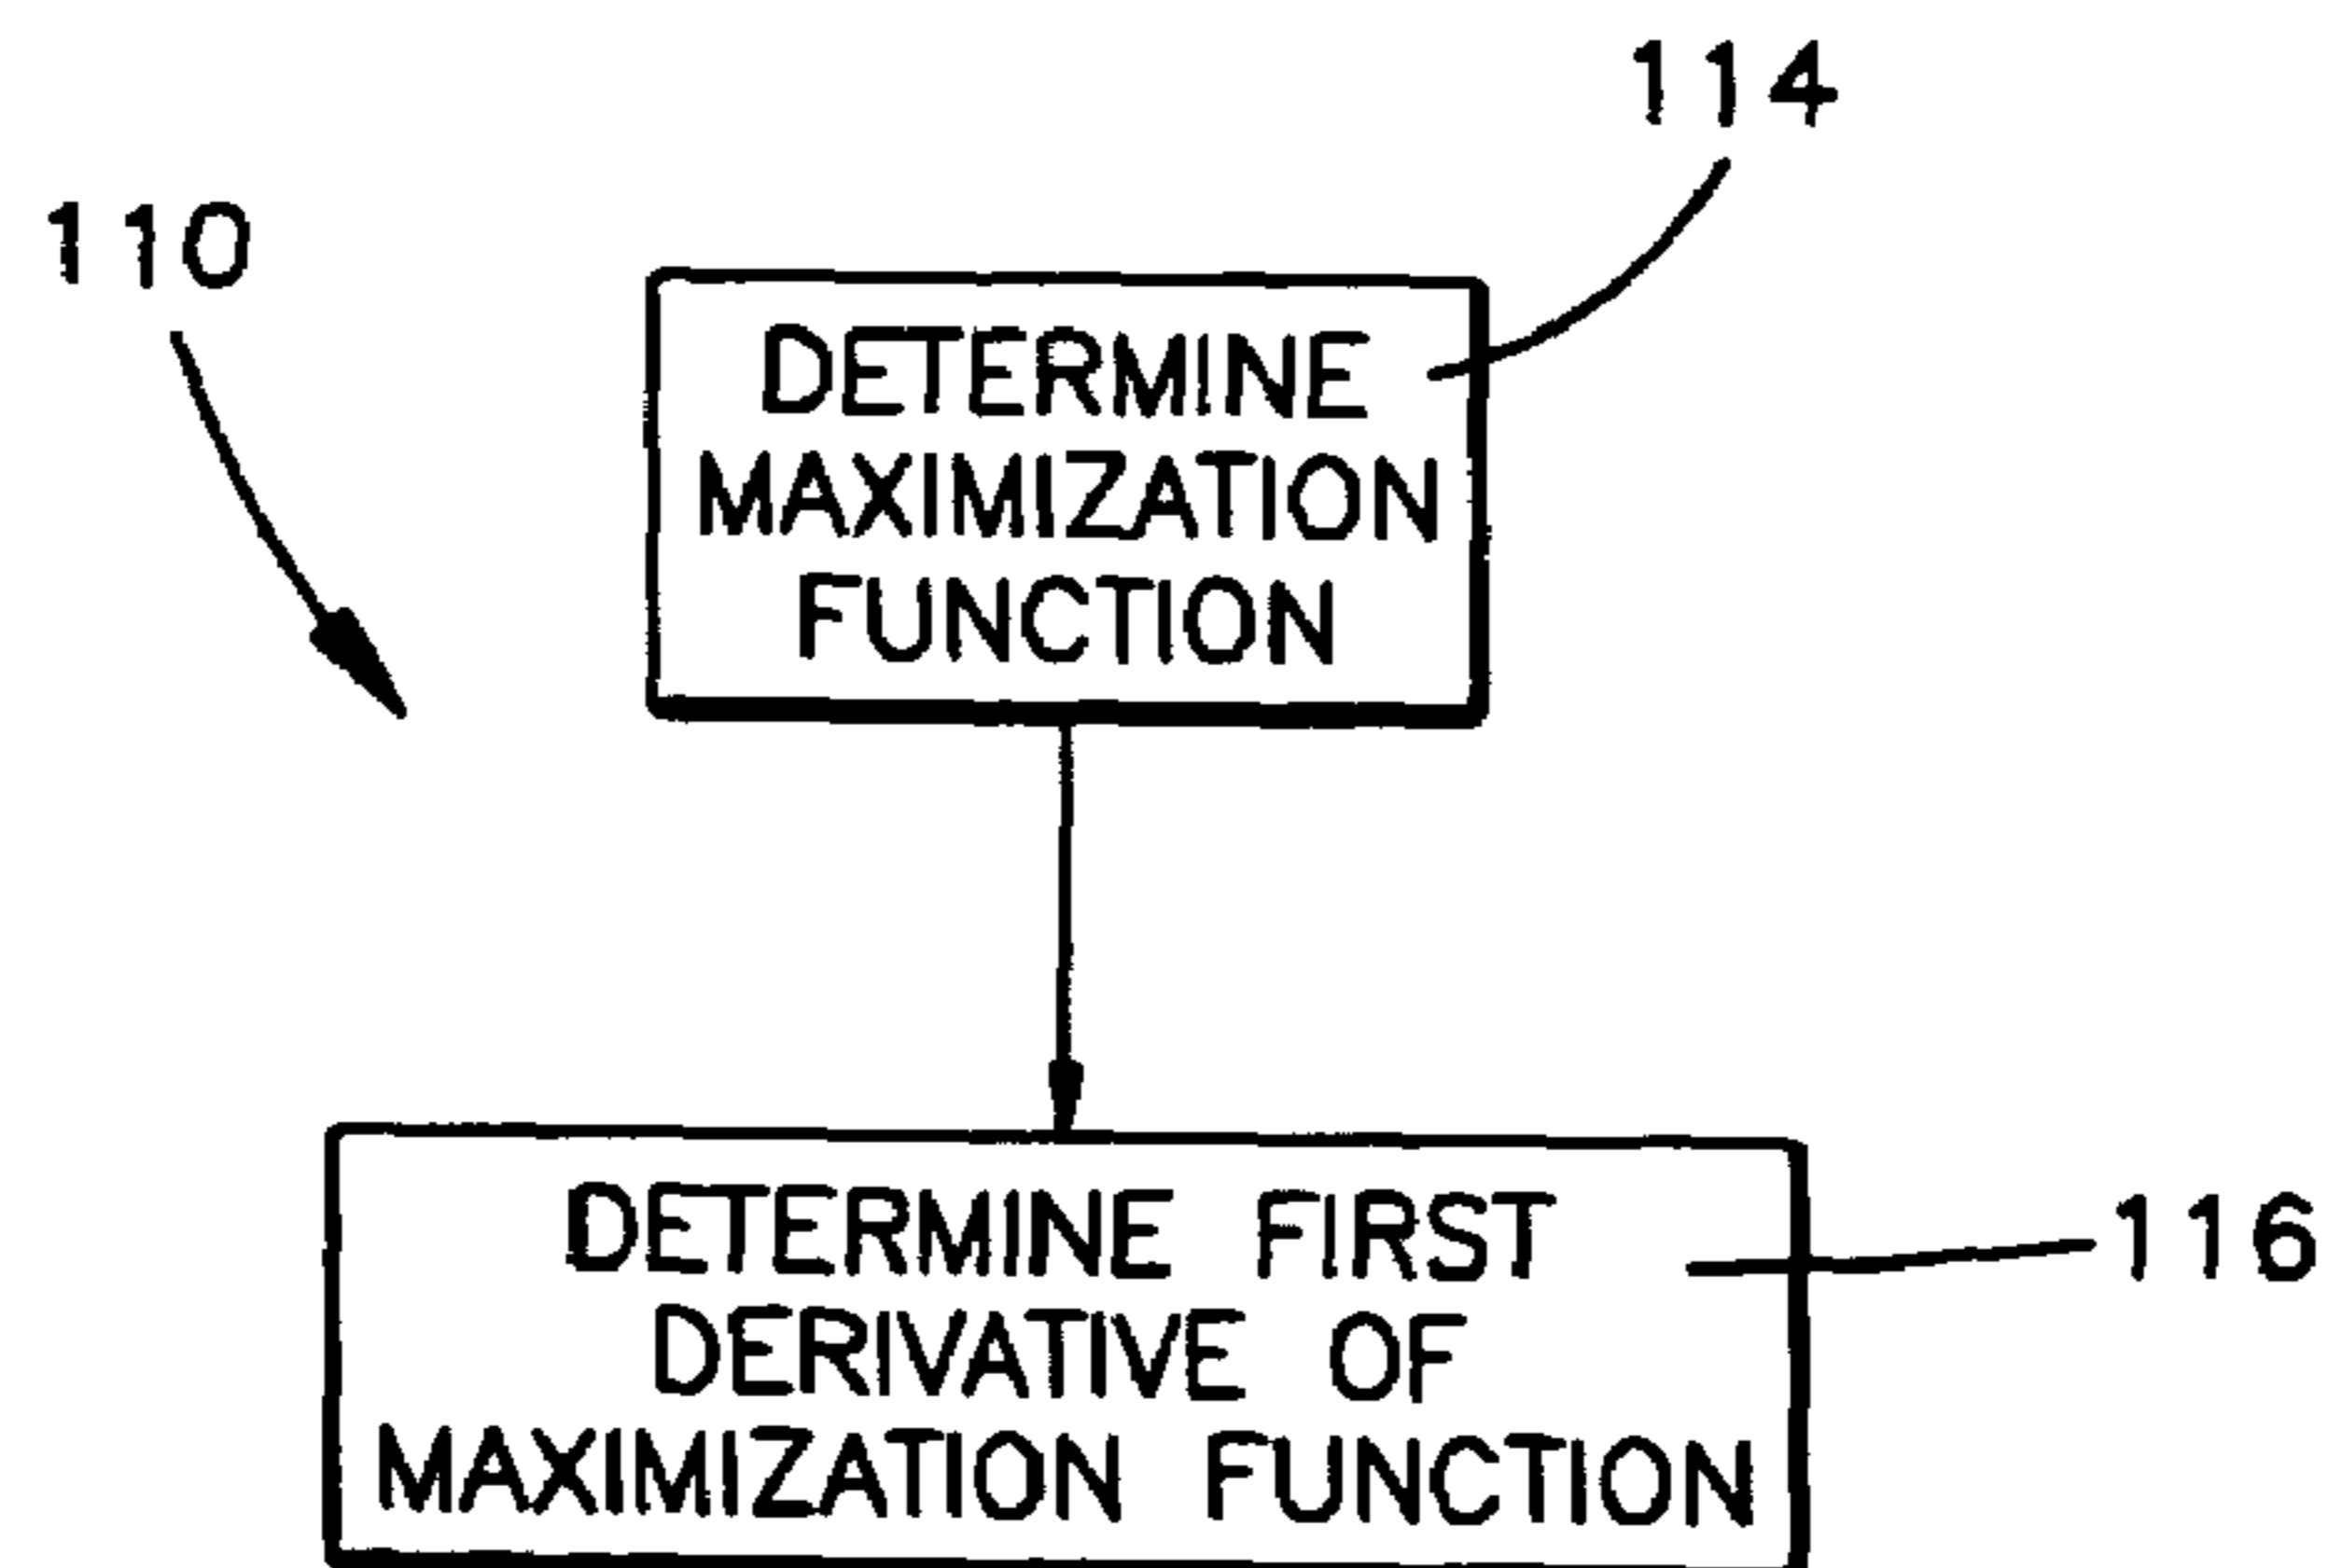 114
110
DETERMINE
MAXIMIZATION
FUNCTION
DETERMINE FIRST
DERIVATIVE OF
MAXIMIZATION FUNCTION
116